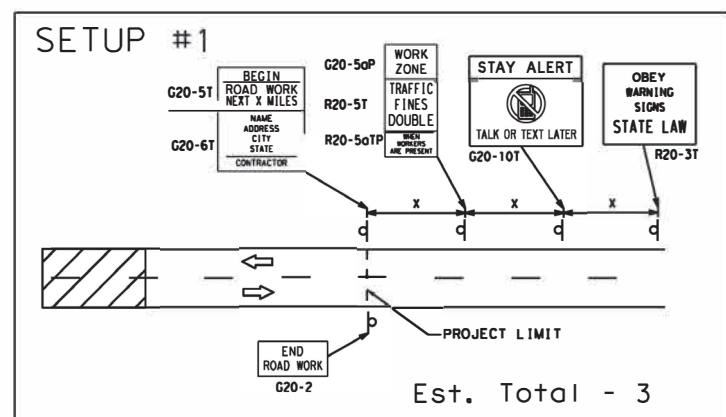 SETUP #1
G20-5T
BEGIN
ROAD WORK
NEXT X MILES
G20-6T
NAME
ADDRESS
CITY
STATE
CONTRACTOR
G20-5aP
WORK
ZONE
R20-5T
TRAFFIC
FINES
DOUBLE
R20-5aTP
WHEN
WORKERS
ARE PRESENT
STAY ALERT
TALK OR TEXT LATER
G20-10T
OBEY
WARNING
SIGNS
STATE LAW
R20-3T
X
X
X
PROJECT LIMIT
END
ROAD WORK
G20-2
Est. Total - 3